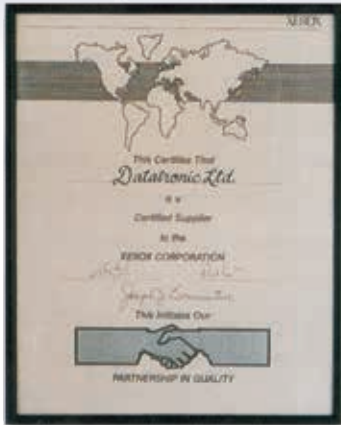 XEROX
This Certifies That
Datatronic Ltd.
is a
Certified Supplier
to the
XEROX CORPORATION
This Initiates Our
PARTNERSHIP IN QUALITY